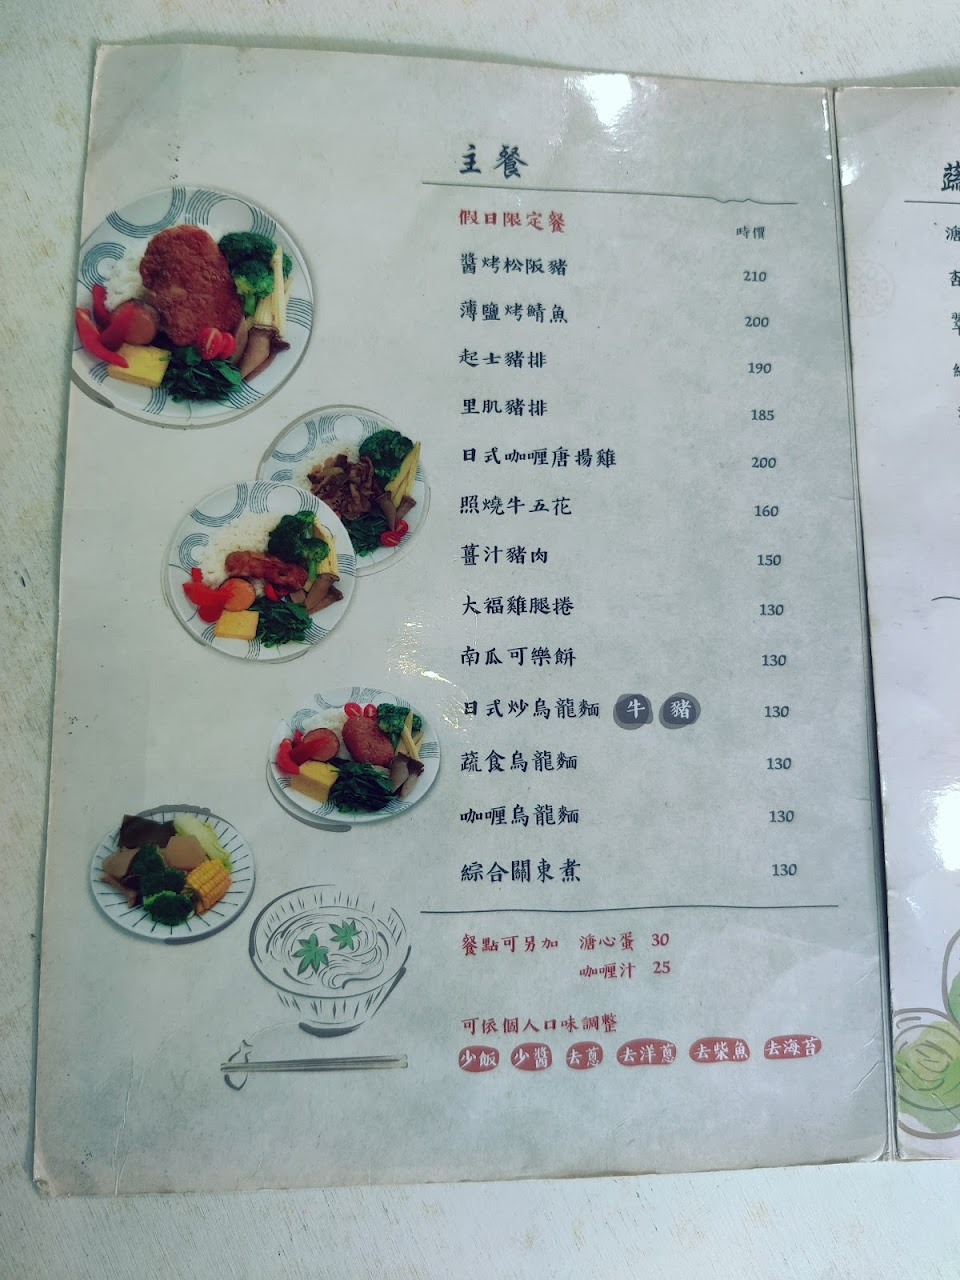 主餐
假日限定餐 時價
醬烤松阪豬 210
薄鹽烤鯖魚 200
起士豬排 190
里肌豬排 185
日式咖喱唐揚雞 200
照燒牛五花 160
薑汁豬肉 150
大福雞腿捲 130
南瓜可樂餅 130
日式炒烏龍麵 牛 豬 130
蔬食烏龍麵 130
咖喱烏龍麵 130
綜合關東煮 130
餐點可另加 溏心蛋 30
咖喱汁 25
可依個人口味調整
少飯 少醬 去蔥 去洋蔥 去柴魚 去海苔
蔬
溏